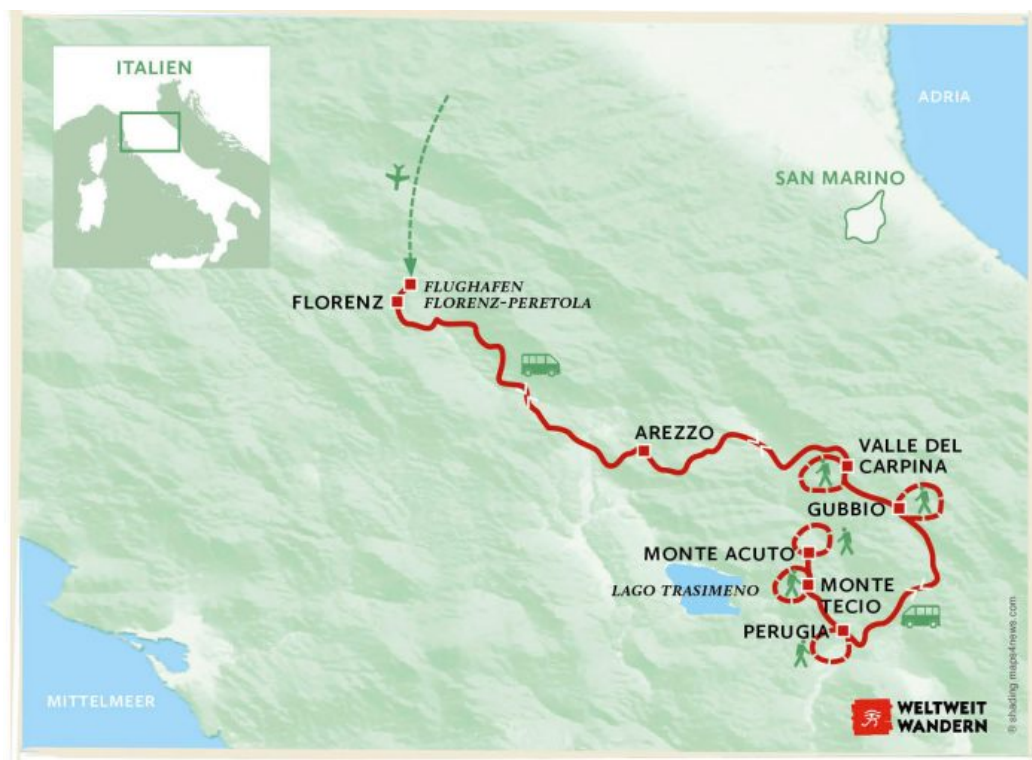 ITALIEN
ADRIA
SAN MARINO
FLUGHAFEN
FLORENZ-PERETOLA
FLORENZ
AREZZO
VALLE DEL
CARPINA
GUBBIO
MONTE ACUTO
LAGO TRASIMENO
MONTE
TECIO
PERUGIA
MITTELMEER
WELTWEIT
WANDERN
© shading maps4news.com